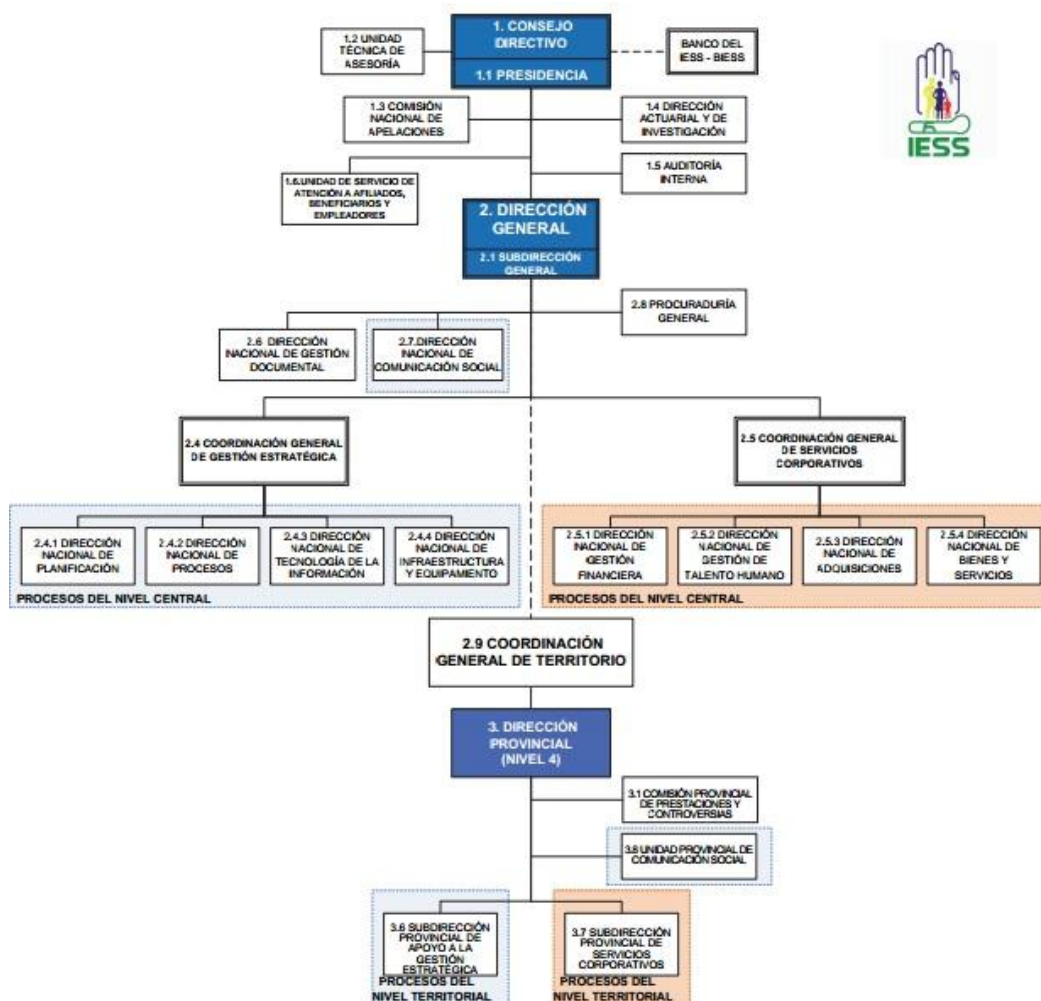 1. CONSEJO
DIRECTIVO
1.1 PRESIDENCIA
1.2 UNIDAD
TÉCNICA DE
ASESORÍA
BANCO DEL
IESS - BIESS
IESS
1.3 COMISIÓN
NACIONAL DE
APELACIONES
1.4 DIRECCIÓN
ACTUARIAL Y DE
INVESTIGACIÓN
1.5 AUDITORÍA
INTERNA
1.6.UNIDAD DE SERVICIO DE
ATENCIÓN A AFILIADOS,
BENEFICIARIOS Y
EMPLEADORES
2. DIRECCIÓN
GENERAL
2.1 SUBDIRECCIÓN
GENERAL
2.8 PROCURADURÍA
GENERAL
2.6 DIRECCIÓN
NACIONAL DE GESTIÓN
DOCUMENTAL
2.7.DIRECCIÓN
NACIONAL DE
COMUNICACIÓN SOCIAL
2.4 COORDINACIÓN GENERAL
DE GESTIÓN ESTRATÉGICA
2.5 COORDINACIÓN GENERAL
DE SERVICIOS
CORPORATIVOS
2.4.1 DIRECCIÓN
NACIONAL DE
PLANIFICACIÓN
2.4.2 DIRECCIÓN
NACIONAL DE
PROCESOS
2.4.3 DIRECCIÓN
NACIONAL DE
TECNOLOGÍA DE LA
INFORMACIÓN
2.4.4 DIRECCIÓN
NACIONAL DE
INFRAESTRUCTURA
Y EQUIPAMIENTO
PROCESOS DEL NIVEL CENTRAL
2.5.1 DIRECCIÓN
NACIONAL DE
GESTIÓN
FINANCIERA
2.5.2 DIRECCIÓN
NACIONAL DE
GESTIÓN DE
TALENTO HUMANO
2.5.3 DIRECCIÓN
NACIONAL DE
ADQUISICIONES
2.5.4 DIRECCIÓN
NACIONAL DE
BIENES Y
SERVICIOS
PROCESOS DEL NIVEL CENTRAL
2.9 COORDINACIÓN
GENERAL DE TERRITORIO
3. DIRECCIÓN
PROVINCIAL
(NIVEL 4)
3.1 COMISIÓN PROVINCIAL
DE PRESTACIONES Y
CONTROVERSIAS
3.8 UNIDAD PROVINCIAL DE
COMUNICACIÓN SOCIAL
3.6 SUBDIRECCIÓN
PROVINCIAL DE
APOYO A LA
GESTIÓN
ESTRATÉGICA
PROCESOS DEL
NIVEL TERRITORIAL
3.7 SUBDIRECCIÓN
PROVINCIAL DE
SERVICIOS
CORPORATIVOS
PROCESOS DEL
NIVEL TERRITORIAL